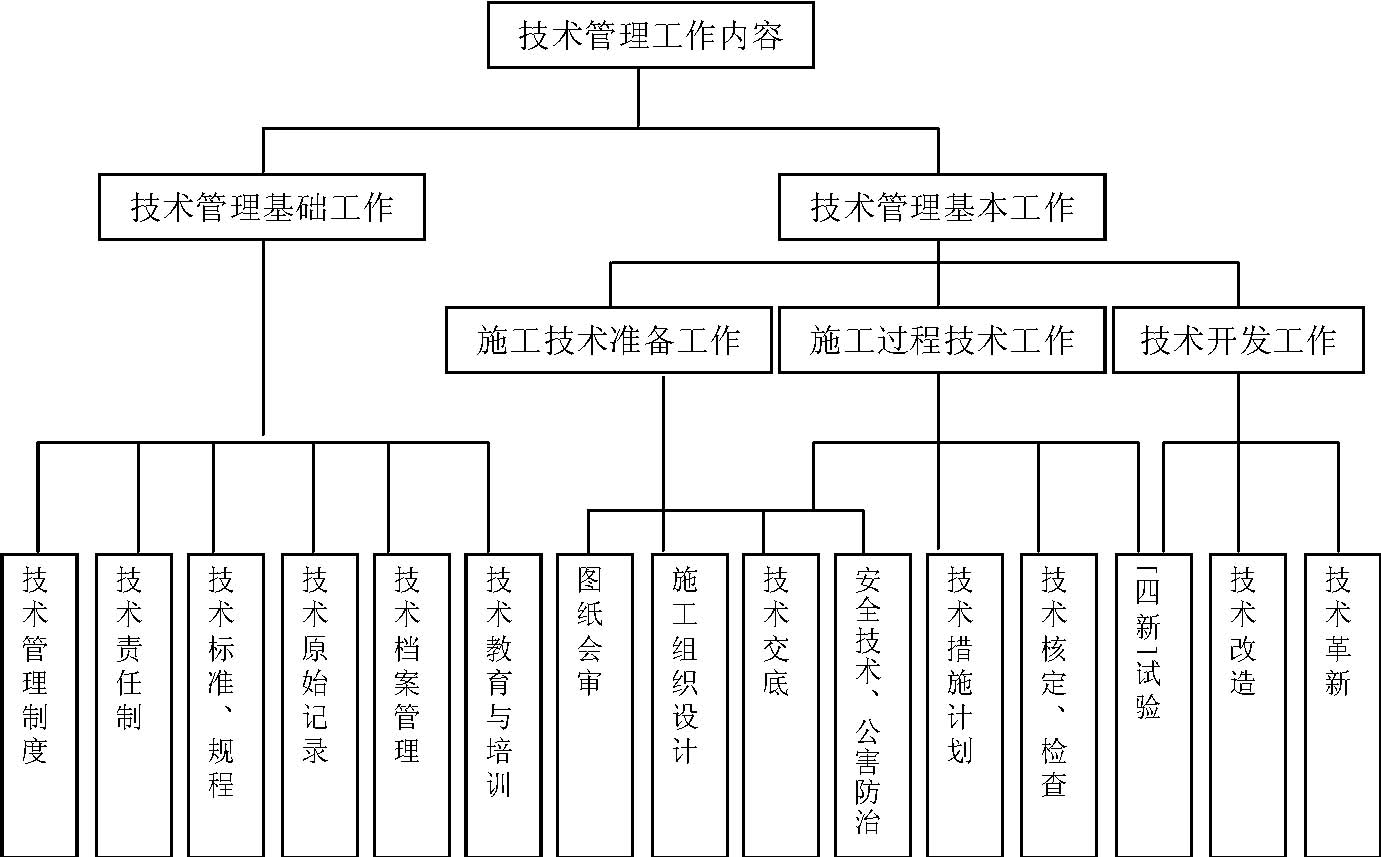 技术管理工作内容
技术管理基础工作
技术管理基本工作
施工技术准备工作
施工过程技术工作
技术开发工作
技术管理制度
技术责任制
技术标准、规程
技术原始记录
技术档案管理
技术教育与培训
图纸会审
施工组织设计
技术交底
安全技术、公害防治
技术措施计划
技术核定、检查
「四新」试验
技术改造
技术革新